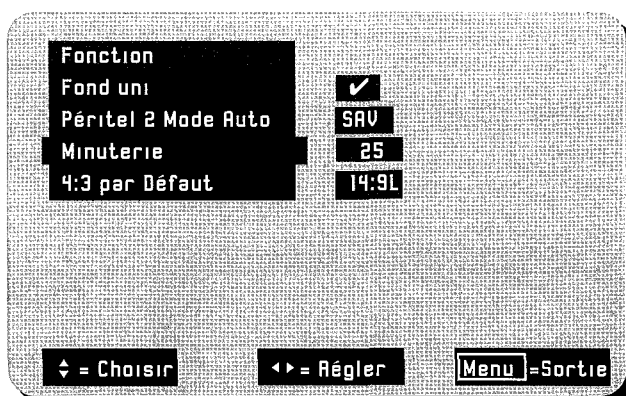 Fonction
Fond uni ✔
Péritel 2 Mode Auto SAV
Minuterie 25
4:3 par Défaut 14:9L
= Choisir = Régler Menu =Sortie